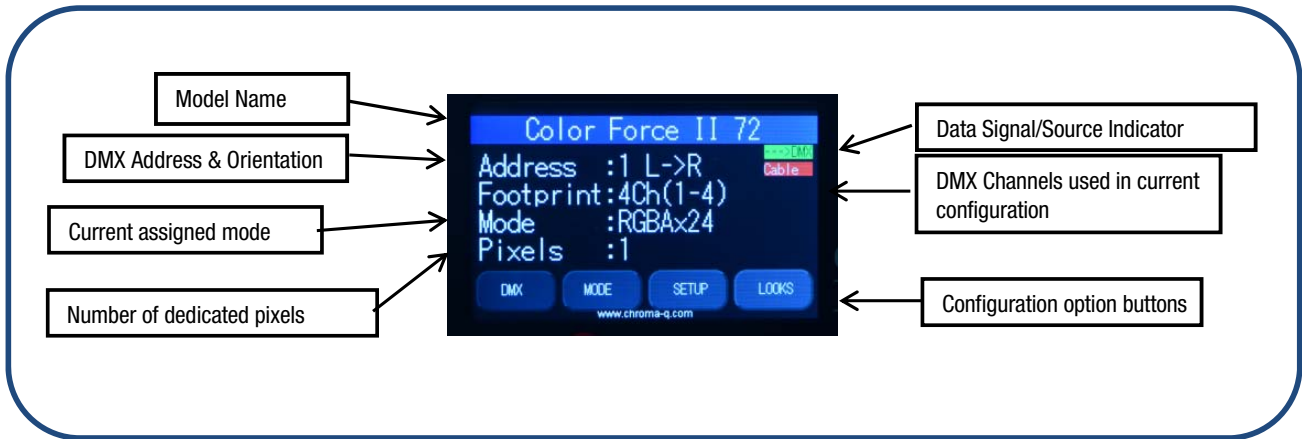 Model Name
DMX Address & Orientation
Current assigned mode
Number of dedicated pixels
Color Force II 72
Address :1 L->R
Footprint:4Ch(1-4)
Mode :RGBAx24
Pixels :1
--->DMX
Cable
DMX
MODE
SETUP
LOOKS
www.chroma-q.com
Data Signal/Source Indicator
DMX Channels used in current
configuration
Configuration option buttons